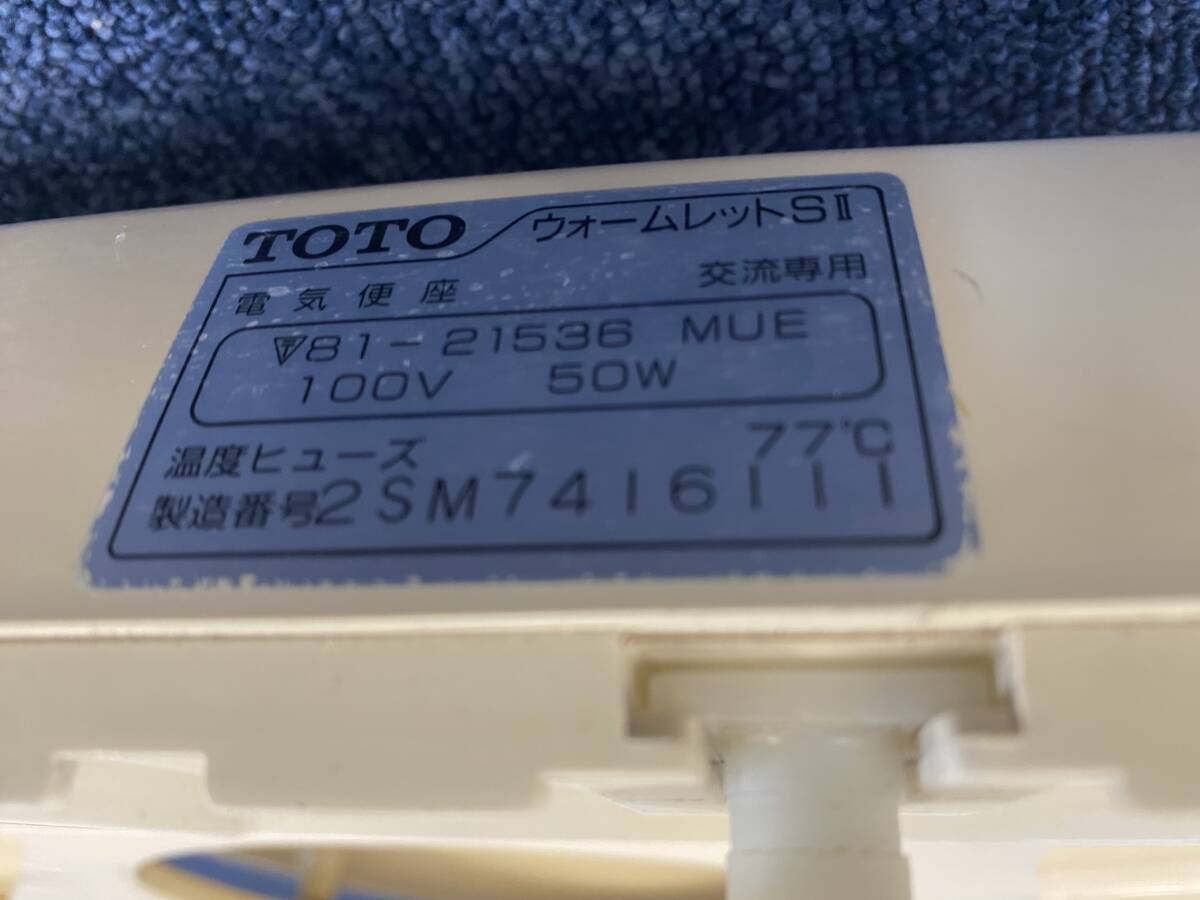 TOTO ウォームレットSⅡ
電気便座 交流専用
81-21536 MUE
100V 50W
温度ヒューズ 77℃
製造番号2SM7416111